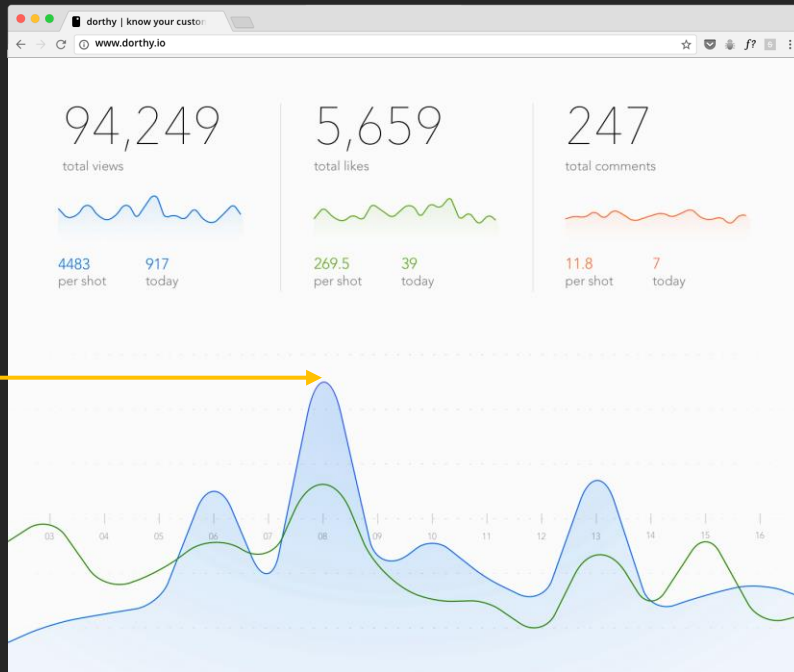 dorthy | know your custor
www.dorthy.io
f?
94,249
total views
4483
per shot
917
today
5,659
total likes
269.5
per shot
39
today
247
total comments
11.8
per shot
7
today
03 04 05 06 07 08 09 10 11 12 13 14 15 16